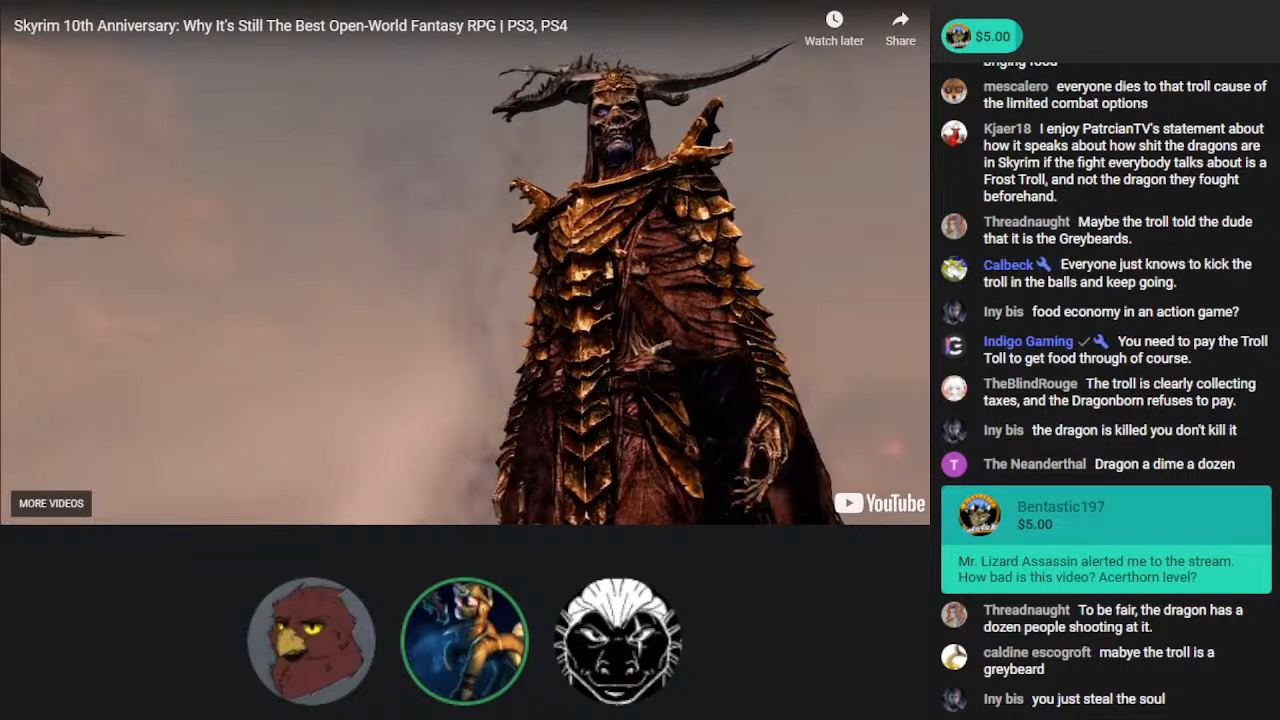 Skyrim 10th Anniversary: Why It's Still The Best Open-World Fantasy RPG | PS3, PS4
Watch later
Share
MORE VIDEOS
YouTube
$5.00
briging food
mescalero everyone dies to that troll cause of
the limited combat options
Kjaer18 I enjoy PatrcianTV's statement about
how it speaks about how shit the dragons are
in Skyrim if the fight everybody talks about is a
Frost Troll, and not the dragon they fought
beforehand.
Threadnaught Maybe the troll told the dude
that it is the Greybeards.
Calbeck Everyone just knows to kick the
troll in the balls and keep going.
Iny bis food economy in an action game?
Indigo Gaming You need to pay the Troll
Toll to get food through of course.
TheBlindRouge The troll is clearly collecting
taxes, and the Dragonborn refuses to pay.
Iny bis the dragon is killed you don't kill it
T The Neanderthal Dragon a dime a dozen
Bentastic197
$5.00
Mr. Lizard Assassin alerted me to the stream.
How bad is this video? Acerthorn level?
Threadnaught To be fair, the dragon has a
dozen people shooting at it.
caldine escogroft mabye the troll is a
greybeard
Iny bis you just steal the soul